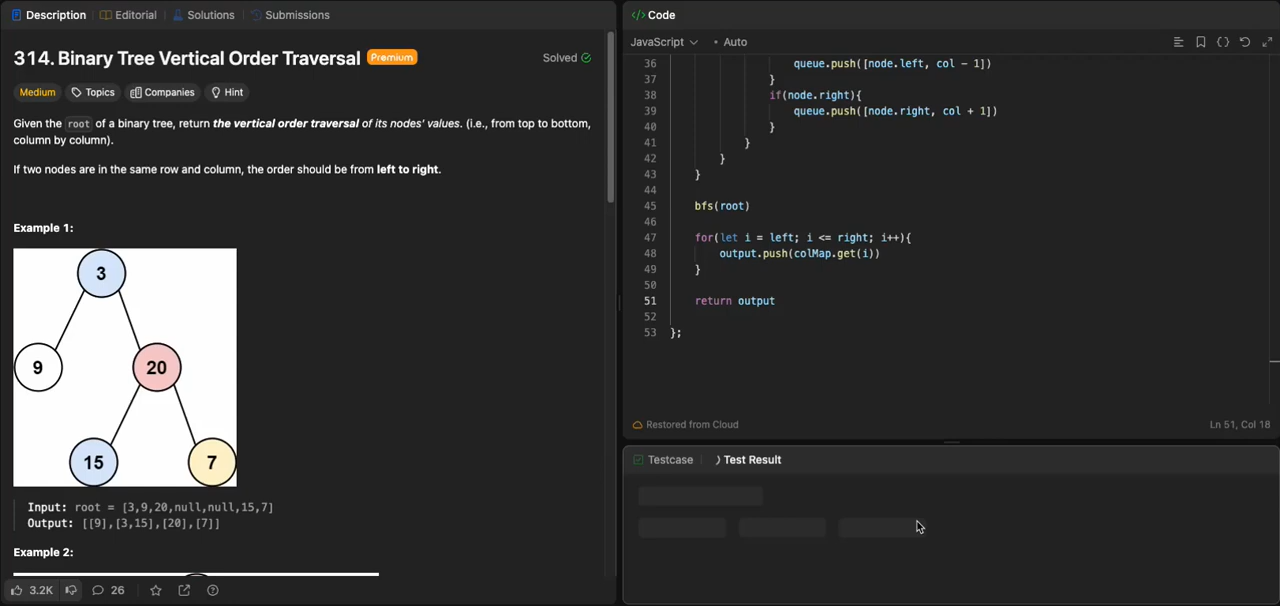 Description
Editorial
Solutions
Submissions
314. Binary Tree Vertical Order Traversal
Premium
Solved
Medium
Topics
Companies
Hint
Given the root of a binary tree, return the vertical order traversal of its nodes' values. (i.e., from top to bottom,
column by column).
If two nodes are in the same row and column, the order should be from left to right.
Example 1:
3
9
20
15
7
Input: root = [3,9,20,null,null,15,7]
Output: [[9],[3,15],[20],[7]]
Example 2:
3.2K
26
</> Code
JavaScript
• Auto
36 queue.push([node.left, col - 1])
37 }
38 if(node.right){
39 queue.push([node.right, col + 1])
40 }
41 }
42 }
43 }
44
45 bfs(root)
46
47 for(let i = left; i <= right; i++){
48 output.push(colMap.get(i))
49 }
50
51 return output
52
53 };
Restored from Cloud
Ln 51, Col 18
Testcase
Test Result